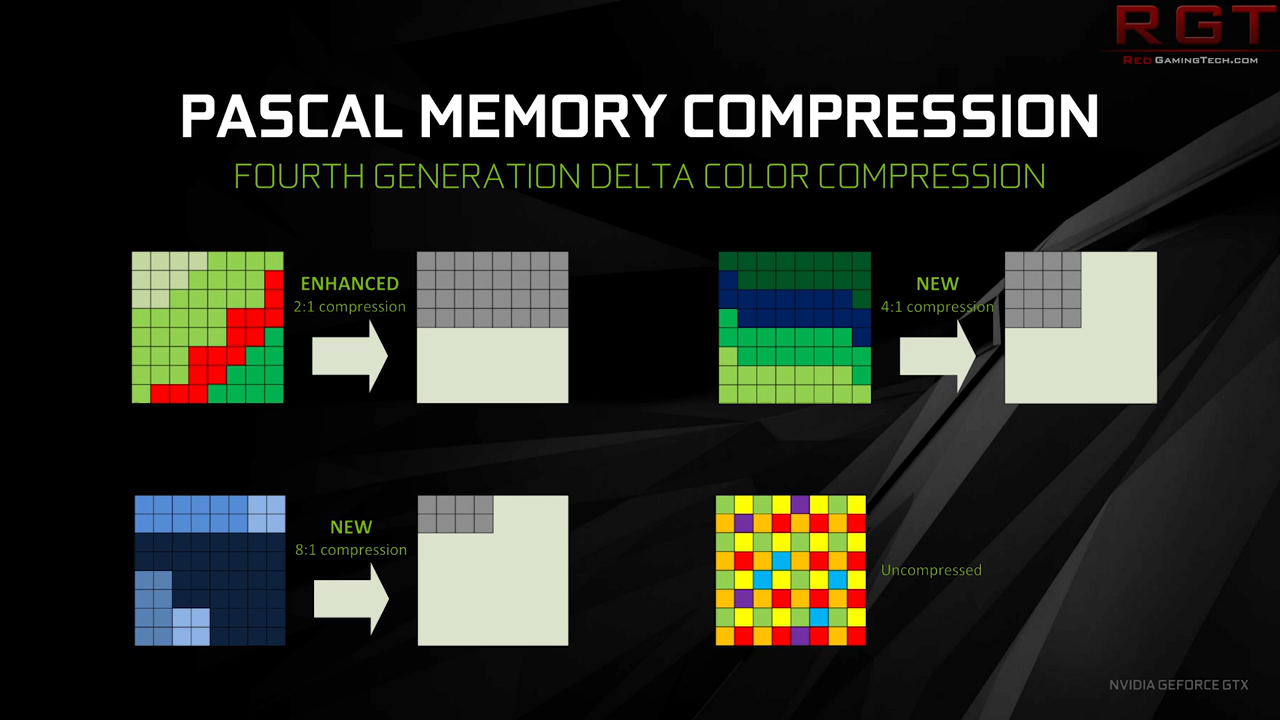 RGT
RED GAMINGTECH.COM
PASCAL MEMORY COMPRESSION
FOURTH GENERATION DELTA COLOR COMPRESSION
ENHANCED
2:1 compression
NEW
4:1 compression
NEW
8:1 compression
Uncompressed
NVIDIA GEFORCE GTX